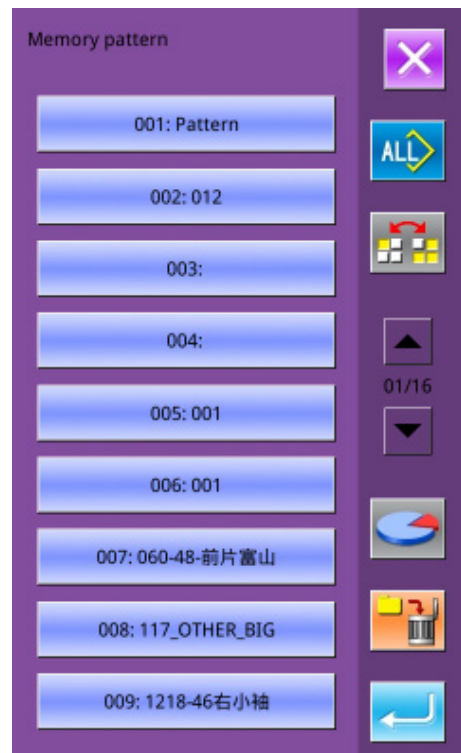 Memory pattern
001: Pattern
ALL
002: 012
003:
004:
01/16
005: 001
006: 001
007: 060-48-前片富山
008: 117_OTHER_BIG
009: 1218-46右小袖